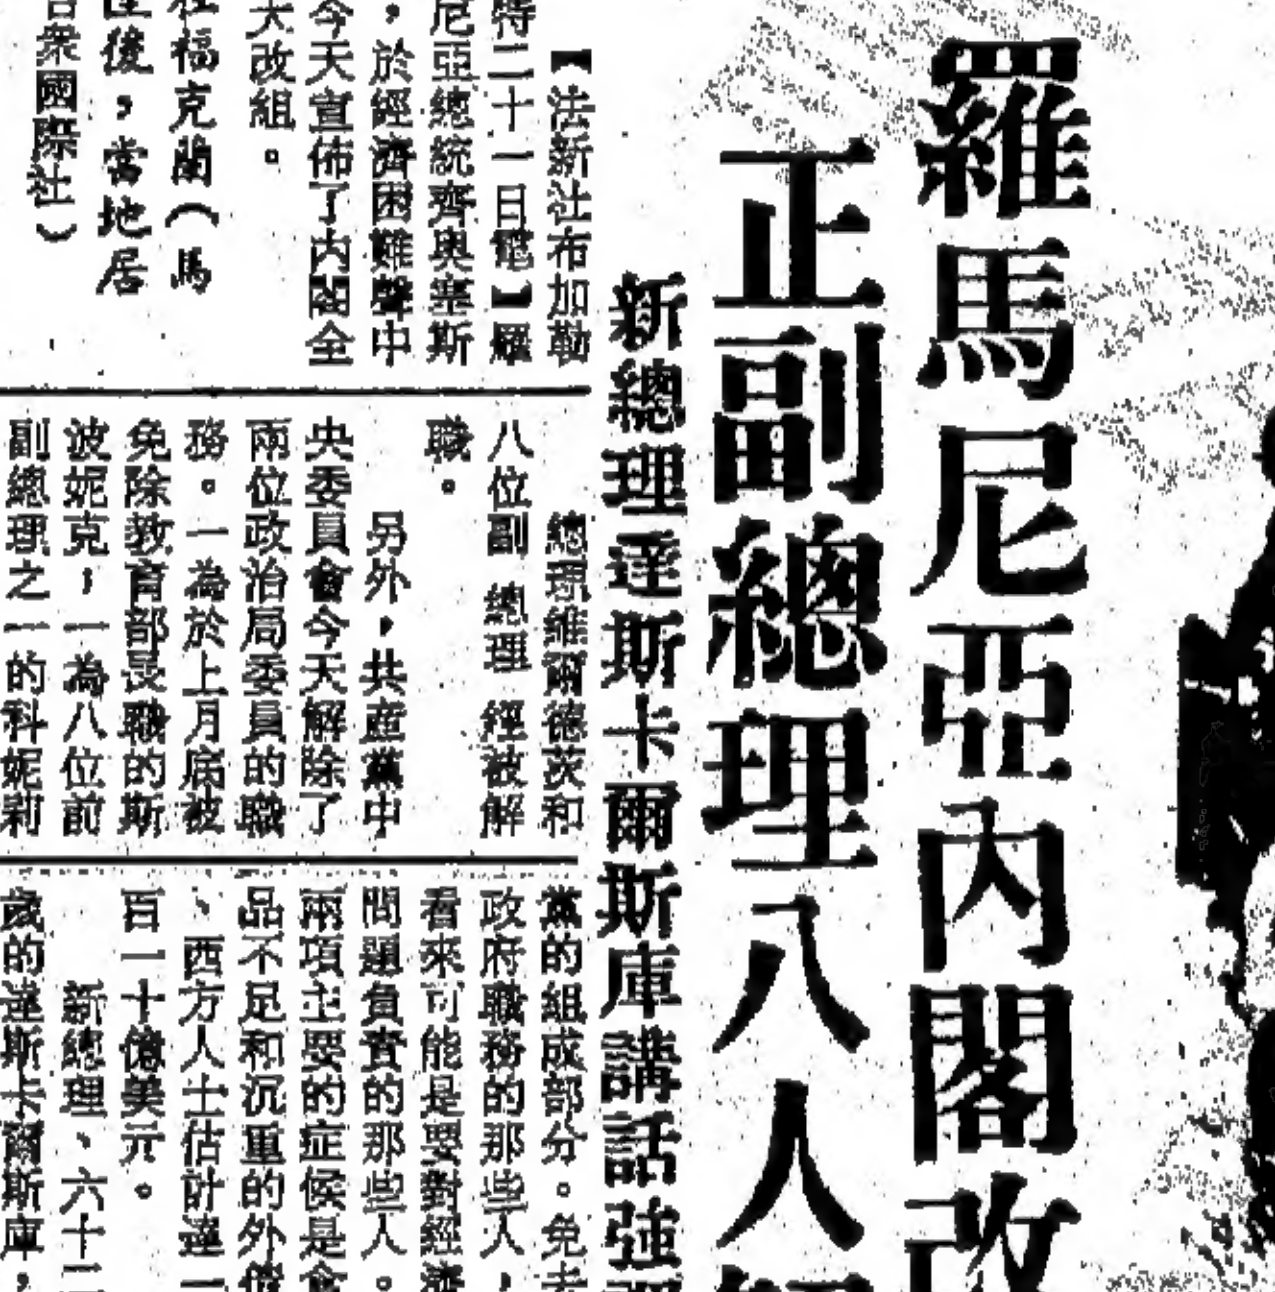 羅馬尼亞內閣改
正副總理八人
新總理達斯卡爾斯庫講話强
【法新社布加勒
特二十一日電】羅
尼亞總統齊奧塞斯
，於經濟困難聲中
今天宣佈了內閣全
大改組。
福克蘭（馬
後，當地居
眾國際社）
總理維爾德茨和
八位副總理經被解
職。
另外，共產黨中
央委員會今天解除了
兩位政治局委員的職
務。一為於上月底被
免除教育部長職的斯
波妮克，一為八位前
副總理之一的科妮莉
黨的組成部分。免去
政府職務的那些人，
看來可能是要對經濟
問題負責的那些人。
兩項主要的症候是食
品不足和沉重的外債
、西方人士估計達一
百一十億美元。
新總理、六十二
歲的達斯卡爾斯庫，